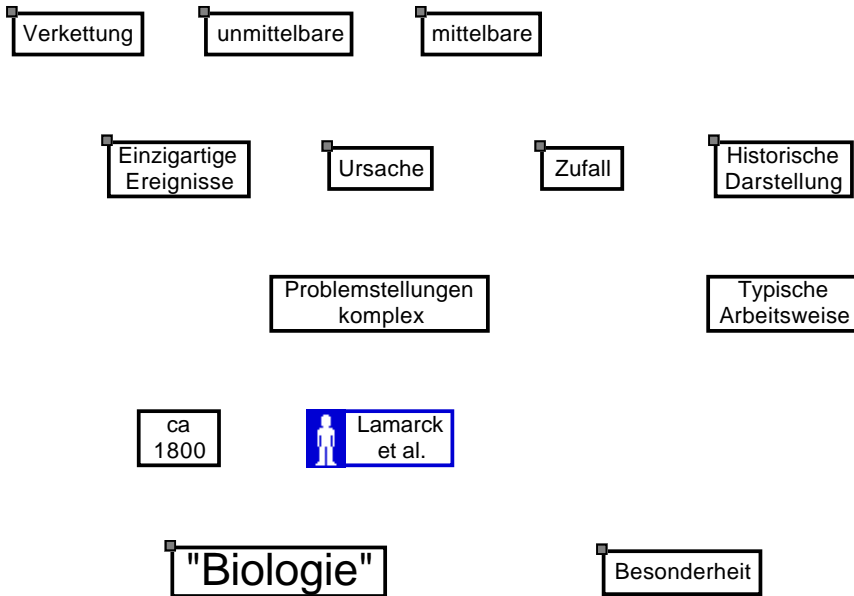 Verkettung
unmittelbare
mittelbare
Einzigartige
Ereignisse
Ursache
Zufall
Historische
Darstellung
Problemstellungen
komplex
Typische
Arbeitsweise
ca
1800
Lamarck
et al.
"Biologie"
Besonderheit